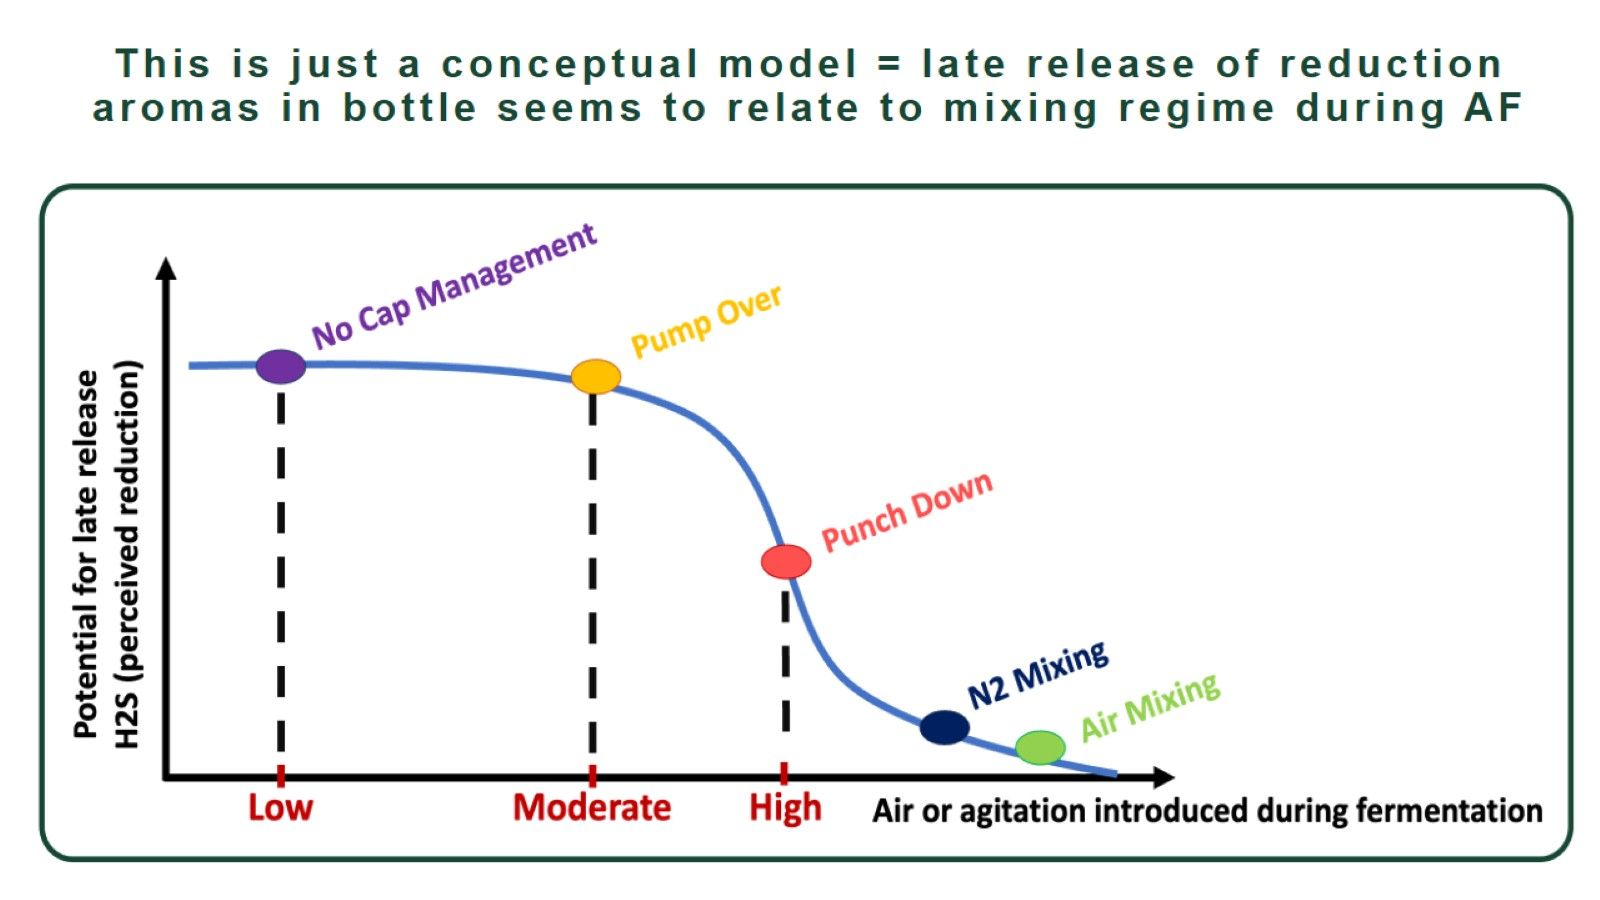 This is just a conceptual model = late release of reduction
aromas in bottle seems to relate to mixing regime during AF
No Cap Management
Pump Over
Punch Down
N2 Mixing
Air Mixing
Potential for late release
H2S (perceived reduction)
Low
Moderate
High
Air or agitation introduced during fermentation